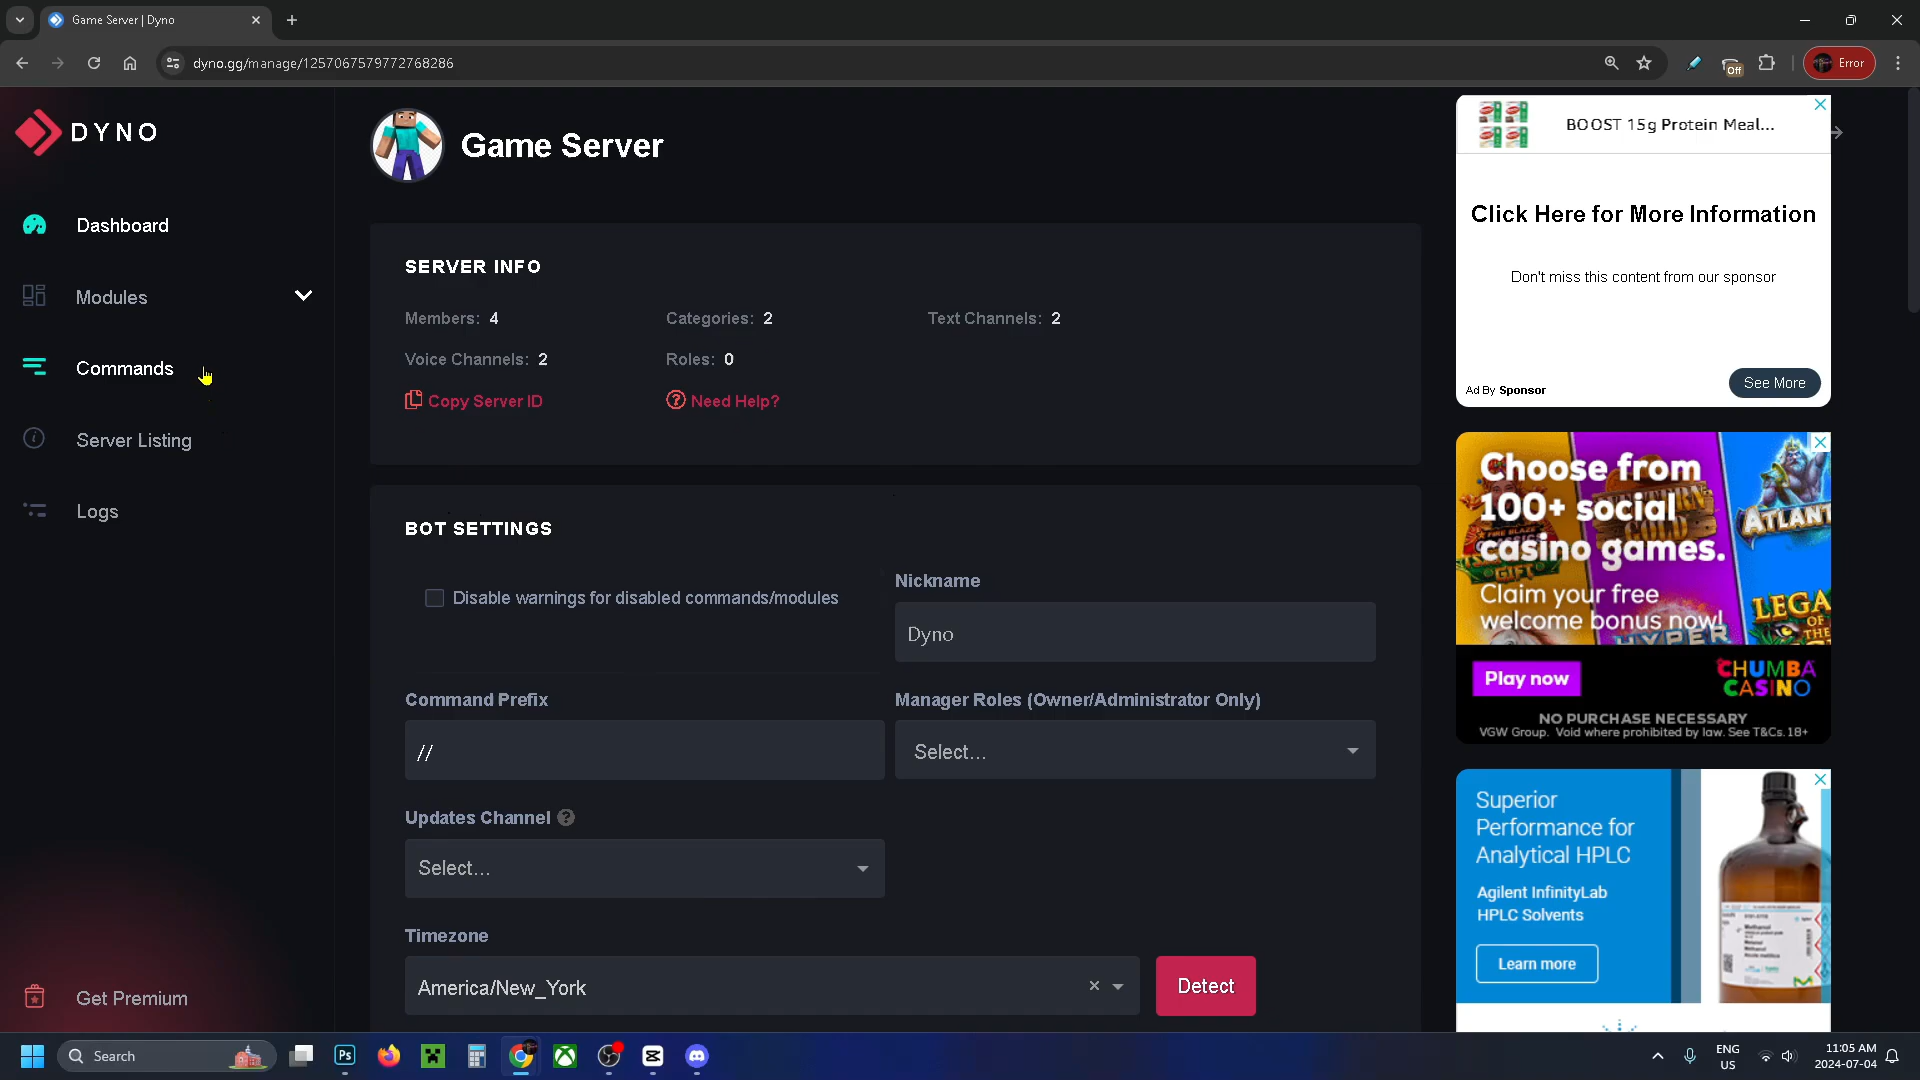 Game Server | Dyno
dyno.gg/manage/1257067579772768286
Off
Error
DYNO
Dashboard
Modules
Commands
Server Listing
Logs
Get Premium
Game Server
SERVER INFO
Members: 4
Categories: 2
Text Channels: 2
Voice Channels: 2
Roles: 0
Copy Server ID
Need Help?
BOT SETTINGS
Disable warnings for disabled commands/modules
Nickname
Dyno
Command Prefix
//
Manager Roles (Owner/Administrator Only)
Select...
Updates Channel
Select...
Timezone
America/New_York
Detect
BOOST 15g Protein Meal...
Click Here for More Information
Don't miss this content from our sponsor
Ad By Sponsor
See More
Choose from
100+ social
casino games.
Claim your free
welcome bonus now!
ATLANT
LEGA
OF THE
HYPER
Play now
CHUMBA
CASINO
NO PURCHASE NECESSARY
VGW Group. Void where prohibited by law. See T&Cs. 18+
Superior
Performance for
Analytical HPLC
Agilent InfinityLab
HPLC Solvents
Learn more
Search
Ps
ENG
US
11:05 AM
2024-07-04